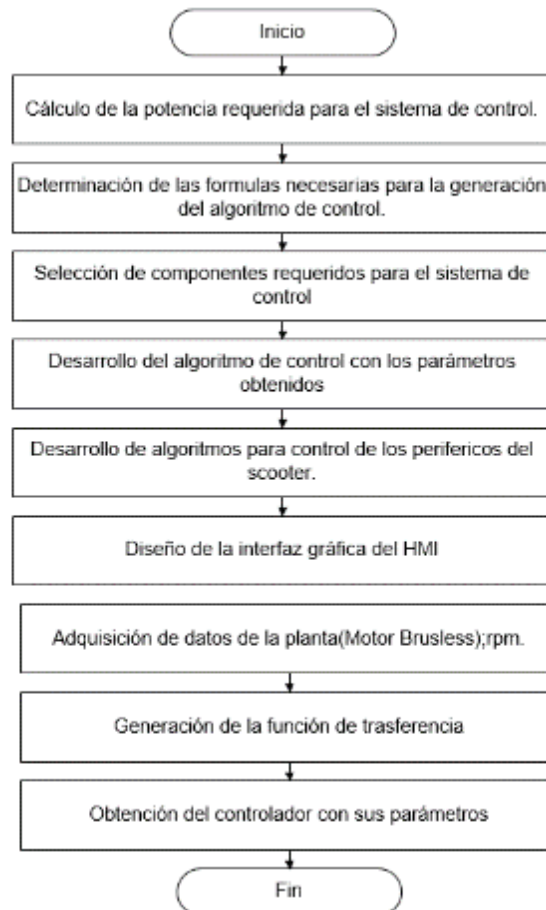 Inicio
Cálculo de la potencia requerida para el sistema de control.
Determinación de las formulas necesarias para la generación
del algoritmo de control.
Selección de componentes requeridos para el sistema de
control
Desarrollo del algoritmo de control con los parámetros
obtenidos
Desarrollo de algoritmos para control de los perifericos del
scooter.
Diseño de la interfaz gráfica del HMI
Adquisición de datos de la planta(Motor Brusless);rpm.
Generación de la función de trasferencia
Obtención del controlador con sus parámetros
Fin